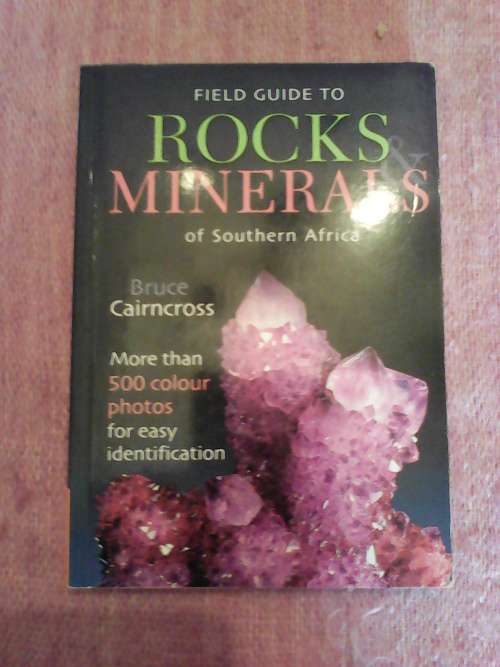 FIELD GUIDE TO
ROCKS &
MINERALS
of Southern Africa
Bruce
Cairncross
More than
500 colour
photos
for easy
identification